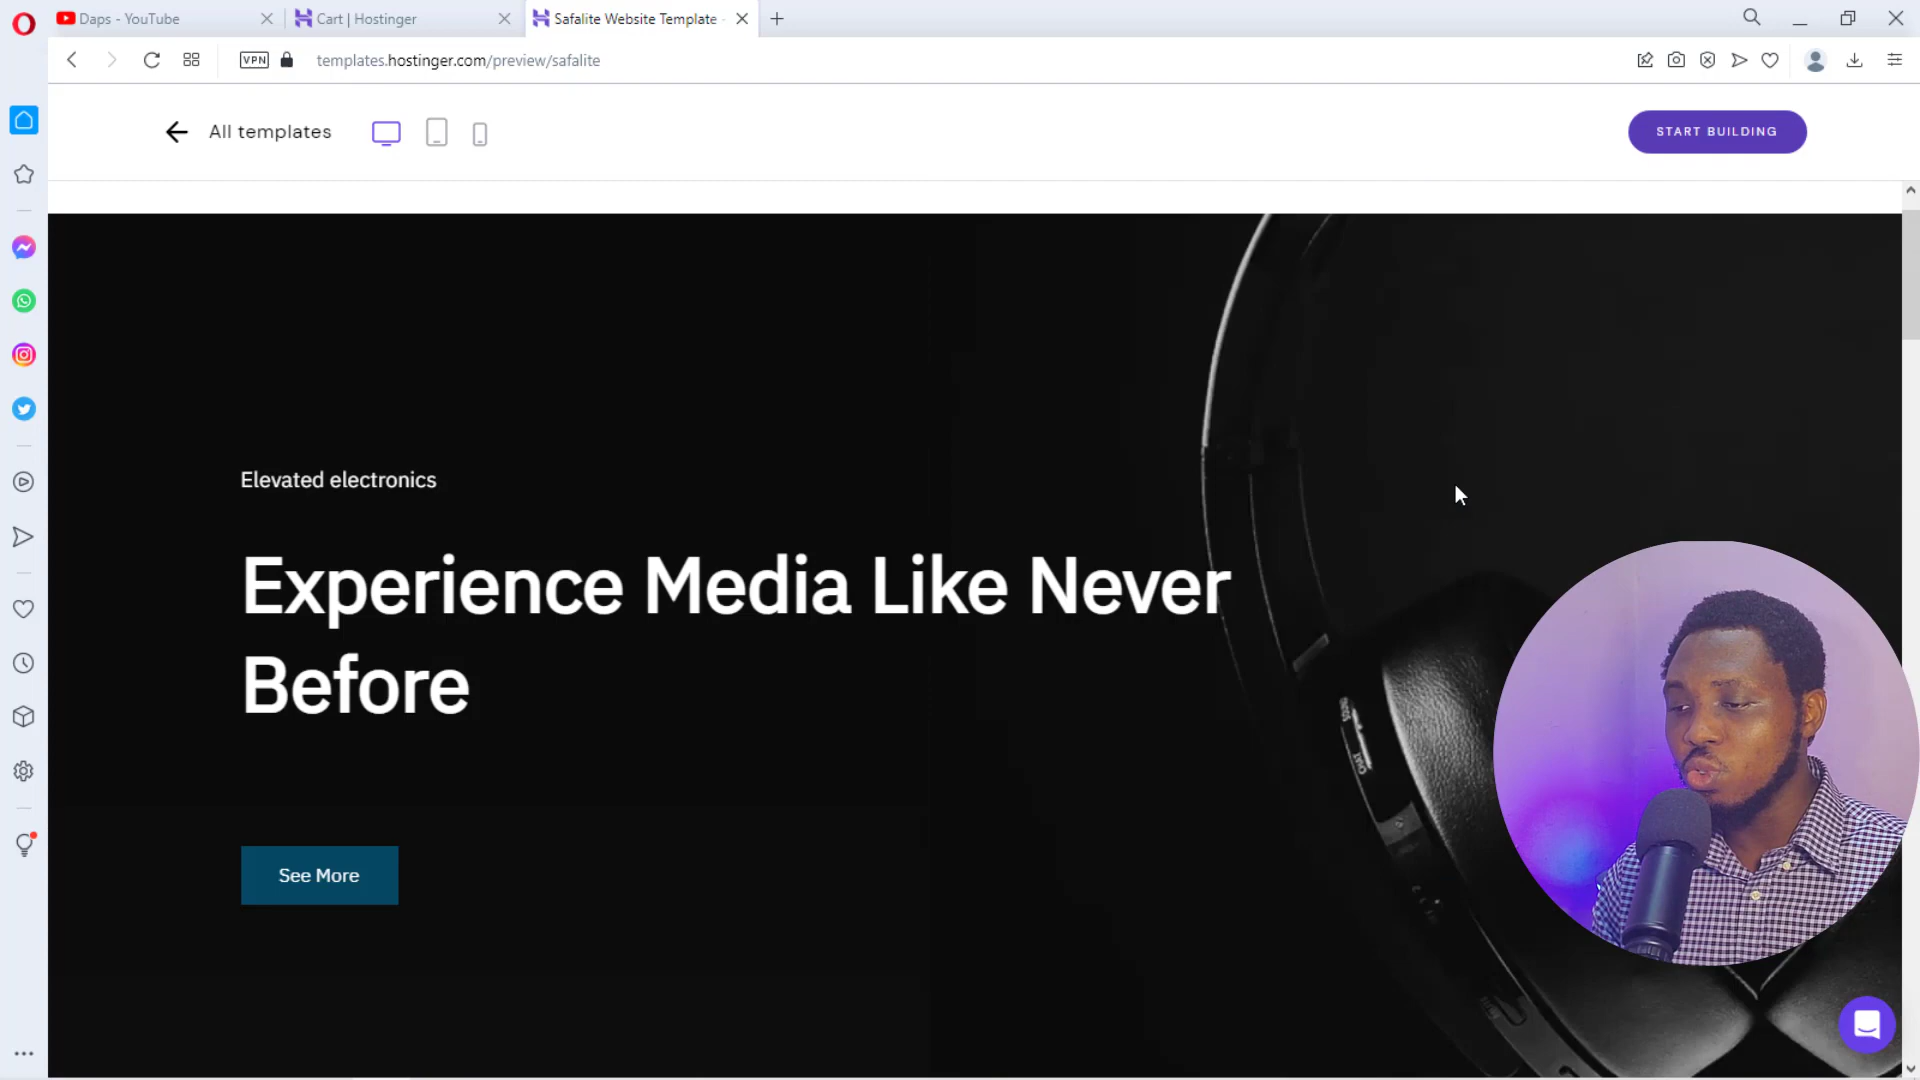 Daps - YouTube
Cart | Hostinger
Safalite Website Template
VPN
templates.hostinger.com/preview/safalite
All templates
START BUILDING
Elevated electronics
Experience Media Like Never
Before
See More